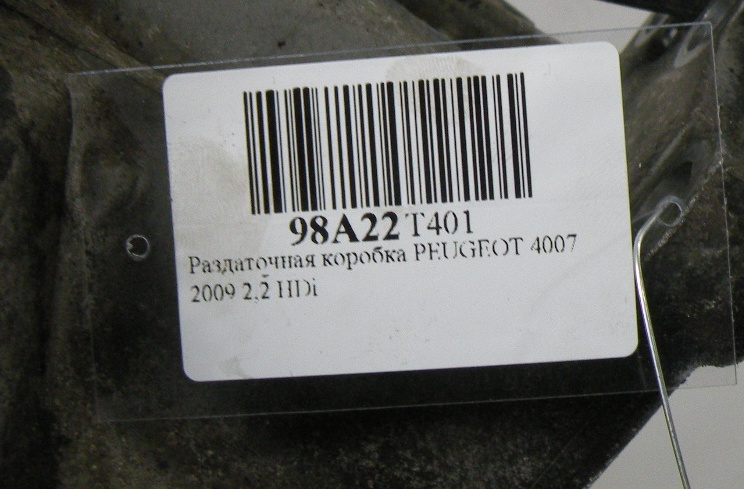 98A22 T401
Раздаточная коробка PEUGEOT 4007
2009 2,2 HDi